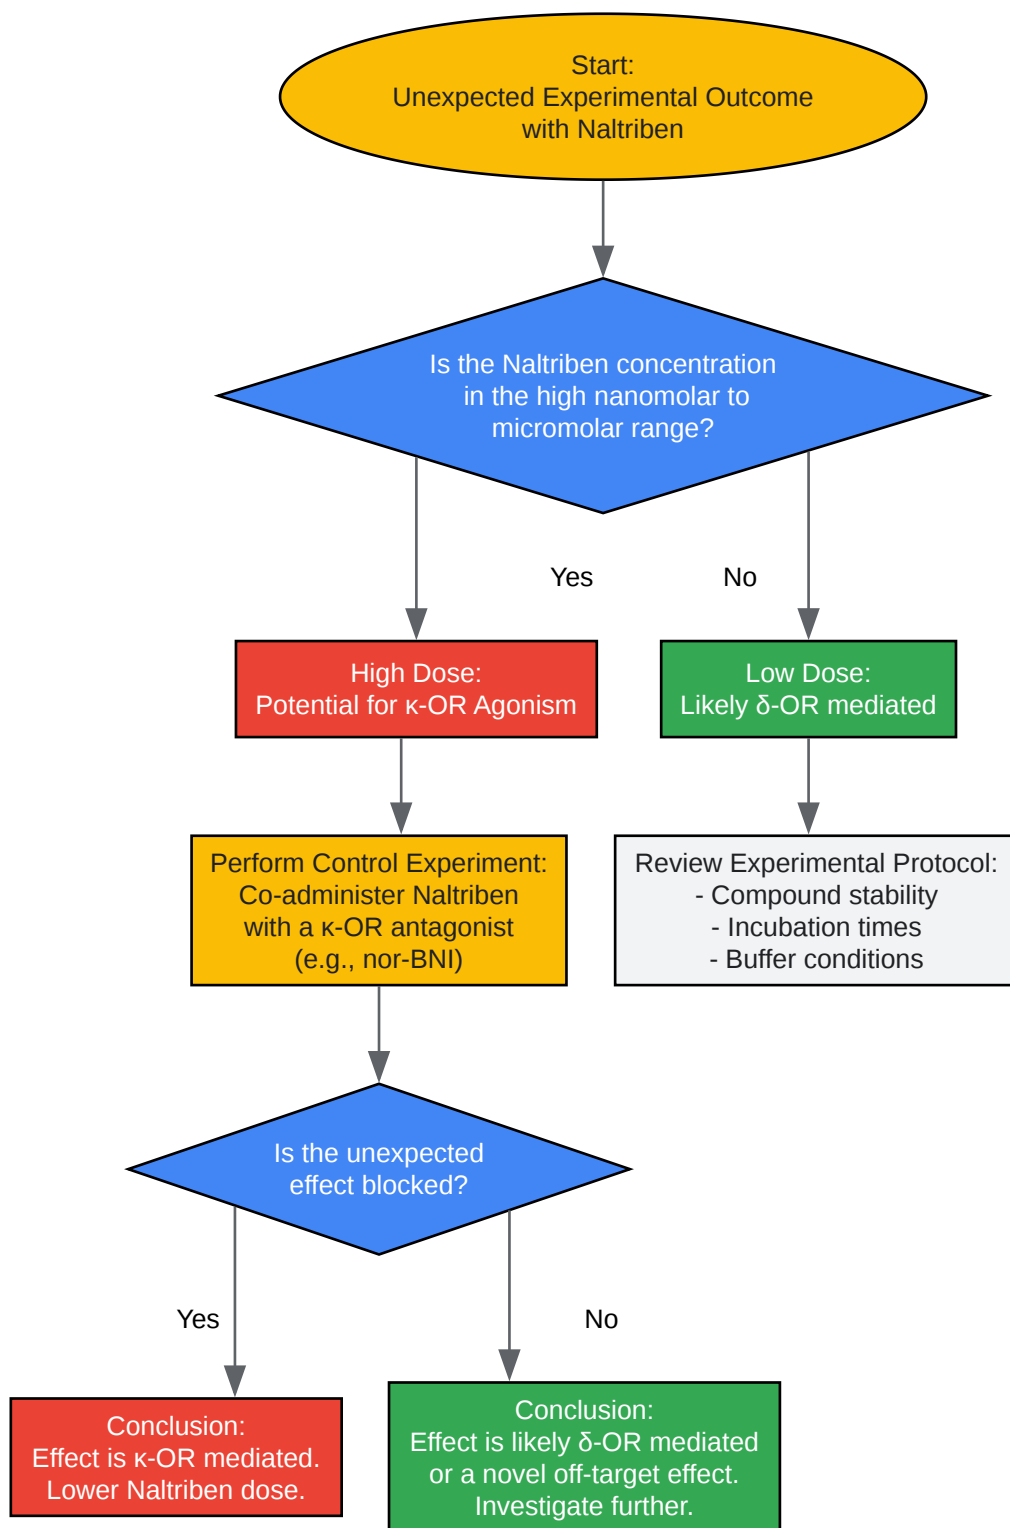 Start:
Unexpected Experimental Outcome
with Naltriben
Is the Naltriben concentration
in the high nanomolar to
micromolar range?
Yes
No
High Dose:
Potential for κ-OR Agonism
Low Dose:
Likely δ-OR mediated
Perform Control Experiment:
Co-administer Naltriben
with a κ-OR antagonist
(e.g., nor-BNI)
Review Experimental Protocol:
- Compound stability
- Incubation times
- Buffer conditions
Is the unexpected
effect blocked?
Yes
No
Conclusion:
Effect is κ-OR mediated.
Lower Naltriben dose.
Conclusion:
Effect is likely δ-OR mediated
or a novel off-target effect.
Investigate further.